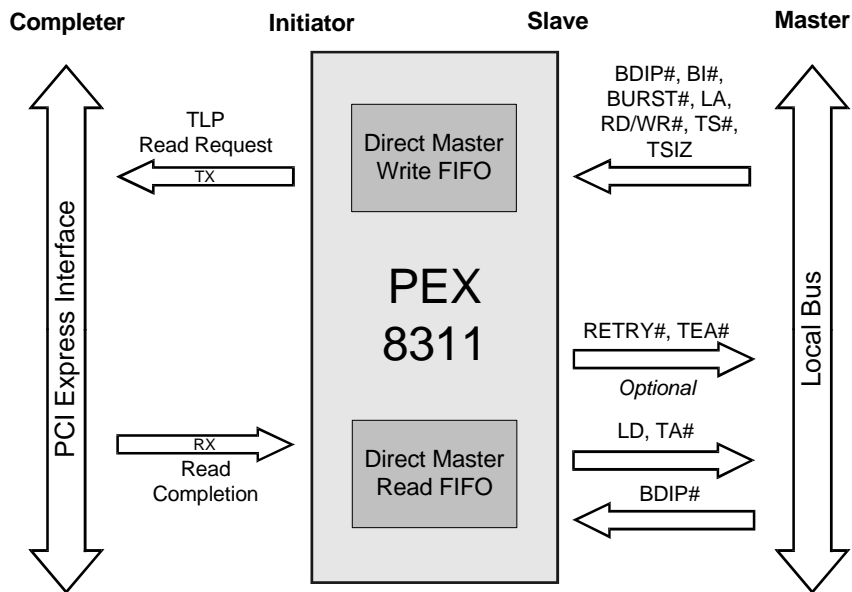 Completer
Initiator
Slave
Master
BDIP#, BI#,
BURST#, LA,
RD/WR#, TS#,
TSIZ
TLP
Read Request
TX
Direct Master
Write FIFO
PCI Express Interface
PEX
8311
Local Bus
RETRY#, TEA#
Optional
RX
Read
Completion
Direct Master
Read FIFO
LD, TA#
BDIP#